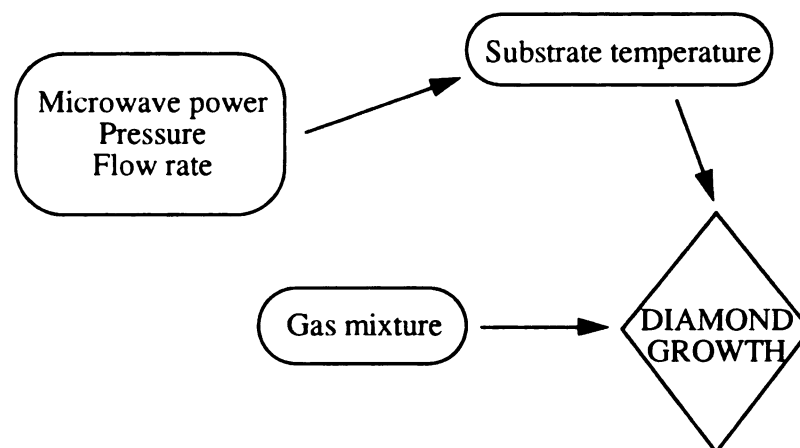 Substrate temperature
Microwave power
Pressure
Flow rate
Gas mixture
DIAMOND
GROWTH